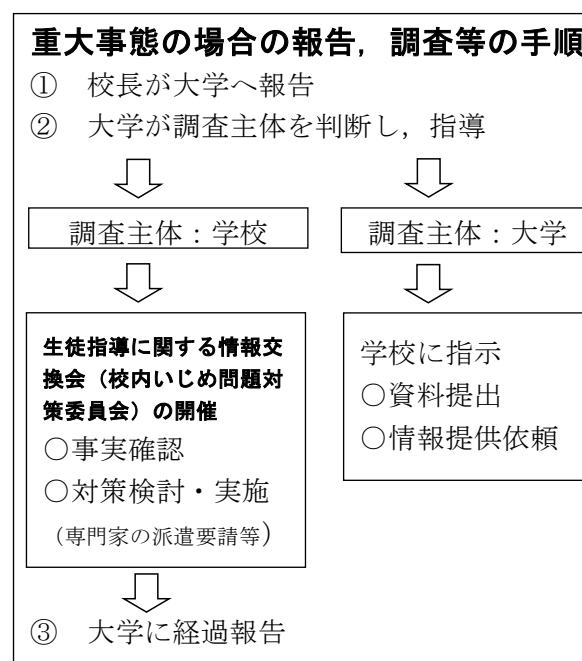 重大事態の場合の報告，調査等の手順
① 校長が大学へ報告
② 大学が調査主体を判断し，指導
調査主体：学校
調査主体：大学
生徒指導に関する情報交
換会（校内いじめ問題対
策委員会）の開催
○事実確認
○対策検討・実施
（専門家の派遣要請等）
学校に指示
○資料提出
○情報提供依頼
③ 大学に経過報告